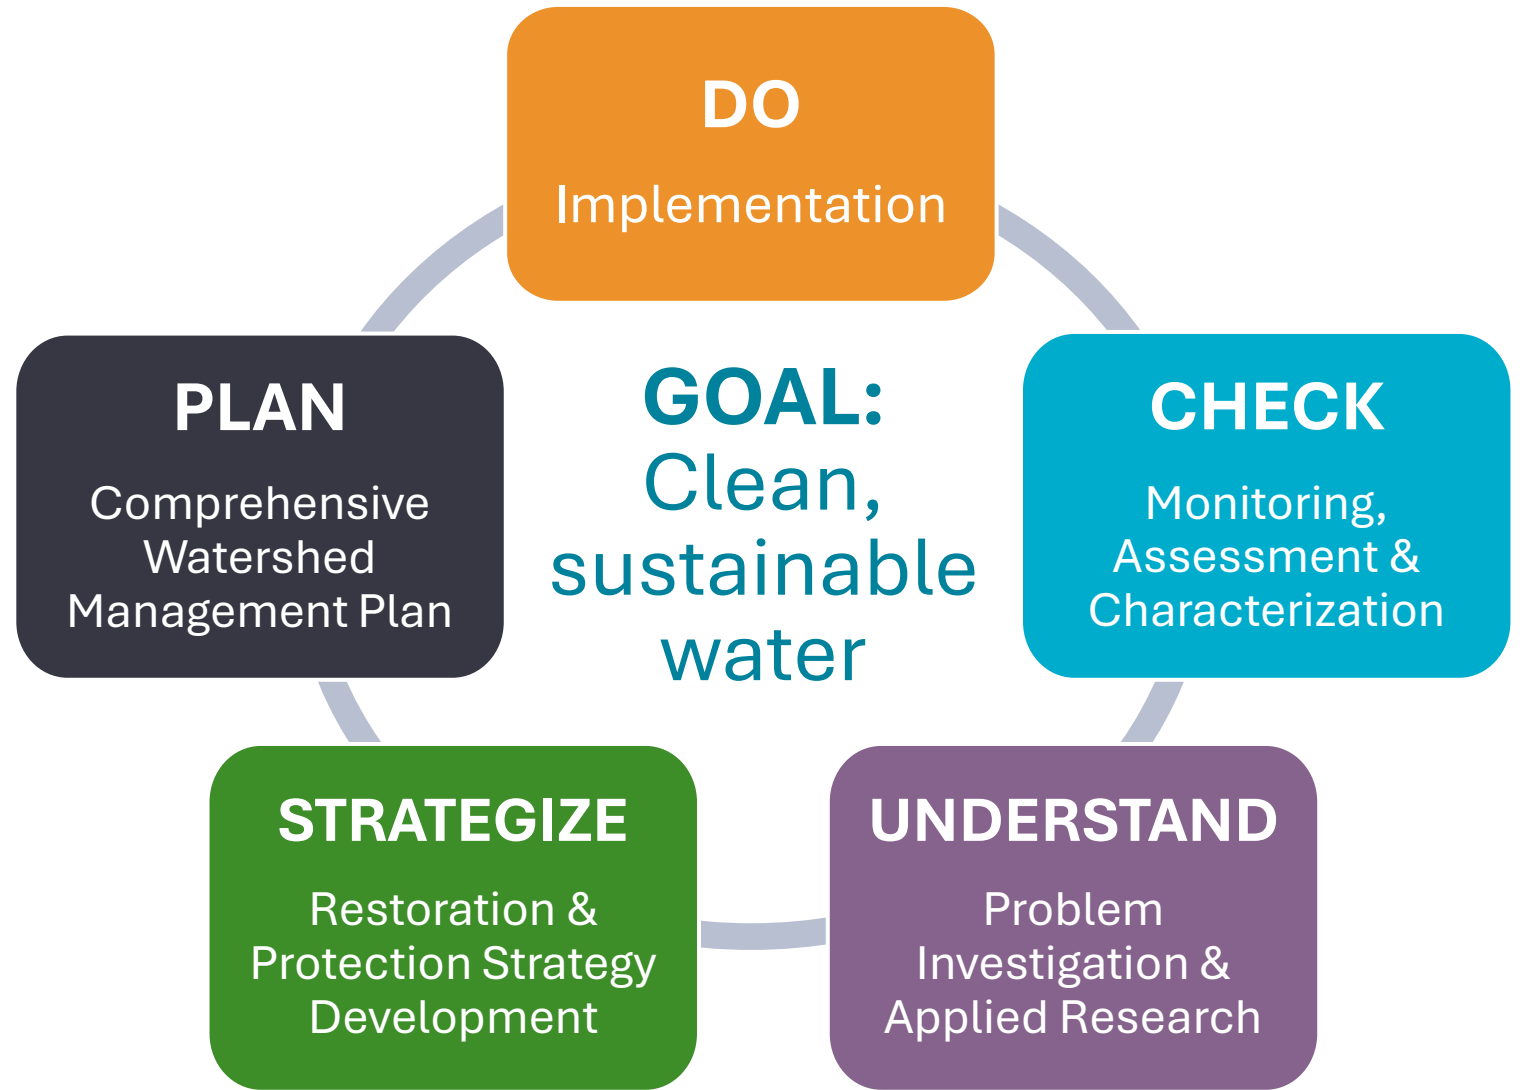 DO
Implementation
PLAN
Comprehensive
Watershed
Management Plan
GOAL:
Clean,
sustainable
water
CHECK
Monitoring,
Assessment &
Characterization
STRATEGIZE
Restoration &
Protection Strategy
Development
UNDERSTAND
Problem
Investigation &
Applied Research